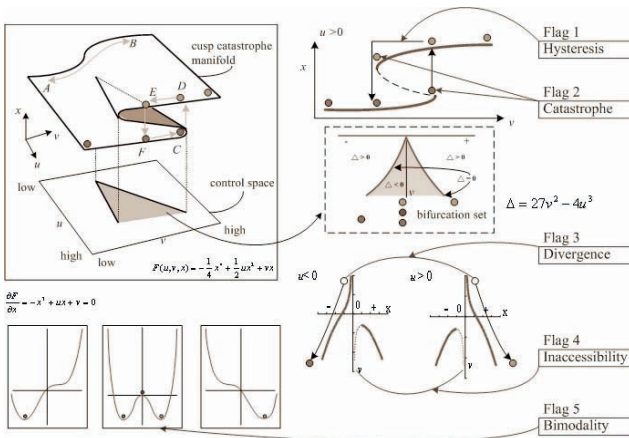 cusp catastrophe
manifold
A
B
E
D
F
C
x
v
u
low
high
u
low
v
high
control space
F(u,v,x) = -1/4 x⁴ + 1/2 ux² + vx
∂F/∂x = -x³ + ux + v = 0
u >0
x
v
Flag 1
Hysteresis
Flag 2
Catastrophe
-
+
△ > 0
△ > 0
△ = 0
△ < 0
v
bifurcation set
Δ = 27v² − 4u³
Flag 3
Divergence
u<0
u > 0
- 0 + x
- 0 + x
v
v
Flag 4
Inaccessibility
Flag 5
Bimodality